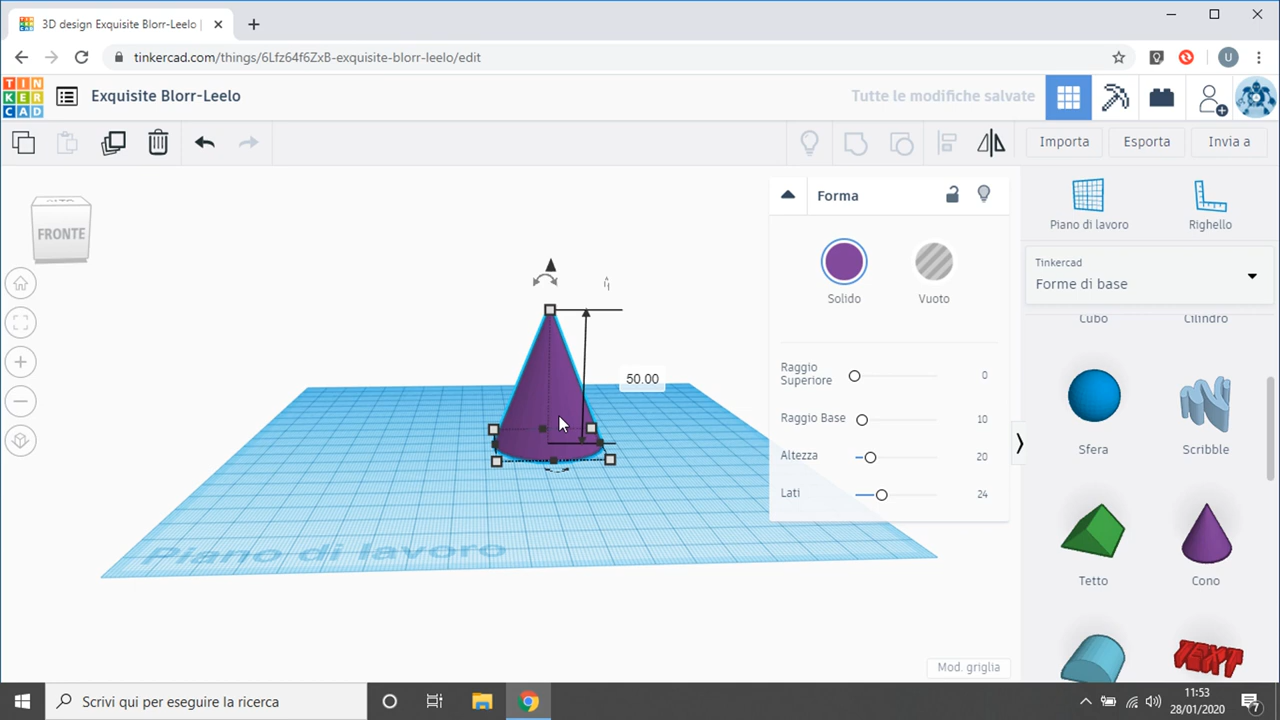 3D design Exquisite Blorr-Leelo |
tinkercad.com/things/6Lfz64f6ZxB-exquisite-blorr-leelo/edit
U
TIN
KER
CAD
Exquisite Blorr-Leelo
Tutte le modifiche salvate
Importa
Esporta
Invia a
ALTO
FRONTE
Forma
Solido
Vuoto
Raggio
Superiore
0
Raggio Base
10
Altezza
20
Lati
24
50.00
Piano di lavoro
Piano di lavoro
Righello
Tinkercad
Forme di base
Cubo
Cilindro
Sfera
Scribble
Tetto
Cono
TEXT
Mod. griglia
Scrivi qui per eseguire la ricerca
11:53
28/01/2020
7